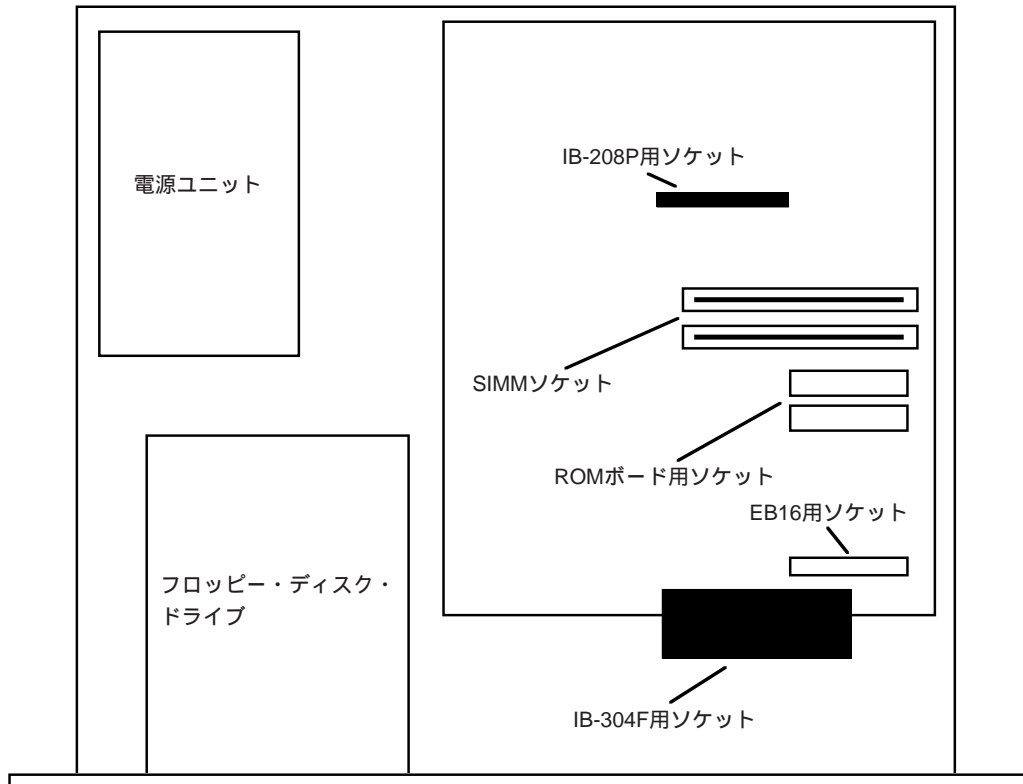 IB-208P用ソケット
電源ユニット
SIMMソケット
ROMボード用ソケット
EB16用ソケット
フロッピー・ディスク・
ドライブ
IB-304F用ソケット